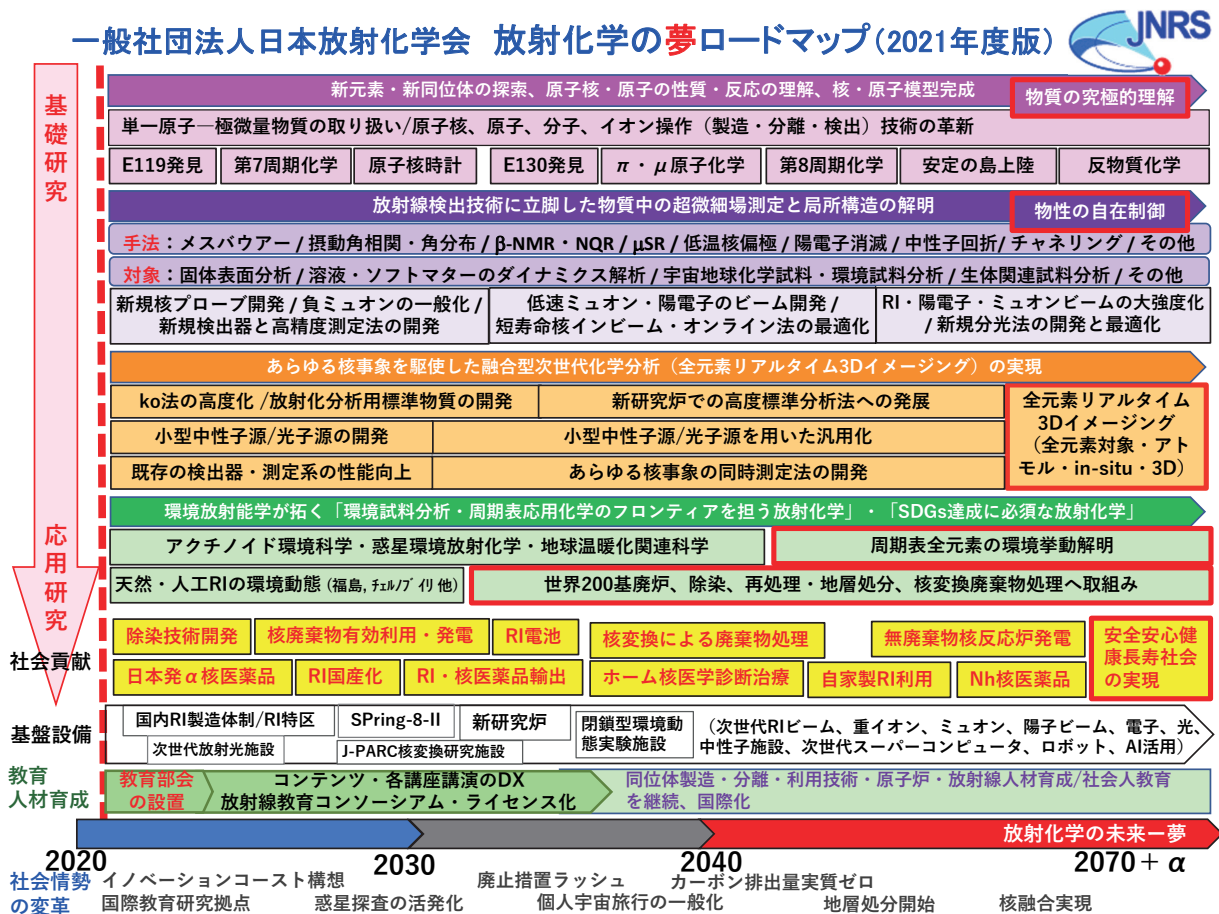 一般社団法人日本放射化学会 放射化学の夢ロードマップ(2021年度版)
JNRS
基礎研究
新元素・新同位体の探索、原子核・原子の性質・反応の理解、核・原子模型完成
物質の究極的理解
単一原子―極微量物質の取り扱い/原子核、原子、分子、イオン操作（製造・分離・検出）技術の革新
E119発見
第7周期化学
原子核時計
E130発見
π・μ原子化学
第8周期化学
安定の島上陸
反物質化学
放射線検出技術に立脚した物質中の超微細場測定と局所構造の解明
物性の自在制御
手法：メスバウアー / 摂動角相関・角分布 / β-NMR・NQR / μSR / 低温核偏極 / 陽電子消滅 / 中性子回折/ チャネリング / その他
対象：固体表面分析 / 溶液・ソフトマターのダイナミクス解析 / 宇宙地球化学試料・環境試料分析 / 生体関連試料分析 / その他
新規核プローブ開発 / 負ミュオンの一般化 /
新規検出器と高精度測定法の開発
低速ミュオン・陽電子のビーム開発 /
短寿命核インビーム・オンライン法の最適化
RI・陽電子・ミュオンビームの大強度化
/ 新規分光法の開発と最適化
あらゆる核事象を駆使した融合型次世代化学分析（全元素リアルタイム3Dイメージング）の実現
ko法の高度化 /放射化分析用標準物質の開発
新研究炉での高度標準分析法への発展
全元素リアルタイム
3Dイメージング
（全元素対象・アト
モル・in-situ・3D）
小型中性子源/光子源の開発
小型中性子源/光子源を用いた汎用化
既存の検出器・測定系の性能向上
あらゆる核事象の同時測定法の開発
応用研究
環境放射能学が拓く「環境試料分析・周期表応用化学のフロンティアを担う放射化学」・「SDGs達成に必須な放射化学」
アクチノイド環境科学・惑星環境放射化学・地球温暖化関連科学
周期表全元素の環境挙動解明
天然・人工RIの環境動態 (福島, ﾁｪﾙﾉﾌﾞｲﾘ 他)
世界200基廃炉、除染、再処理・地層処分、核変換廃棄物処理へ取組み
社会貢献
除染技術開発
核廃棄物有効利用・発電
RI電池
核変換による廃棄物処理
無廃棄物核反応炉発電
安全安心健
康長寿社会
の実現
日本発α核医薬品
RI国産化
RI・核医薬品輸出
ホーム核医学診断治療
自家製RI利用
Nh核医薬品
基盤設備
国内RI製造体制/RI特区
SPring-8-II
新研究炉
閉鎖型環境動
態実験施設
（次世代RIビーム、重イオン、ミュオン、陽子ビーム、電子、光、
中性子施設、次世代スーパーコンピュータ、ロボット、AI活用）
次世代放射光施設
J-PARC核変換研究施設
教育
人材育成
教育部会
の設置
コンテンツ・各講座講演のDX
放射線教育コンソーシアム・ライセンス化
同位体製造・分離・利用技術・原子炉・放射線人材育成/社会人教育
を継続、国際化
放射化学の未来ー夢
2020
2030
2040
2070＋α
社会情勢
の変革
イノベーションコースト構想
廃止措置ラッシュ
カーボン排出量実質ゼロ
国際教育研究拠点
惑星探査の活発化
個人宇宙旅行の一般化
地層処分開始
核融合実現